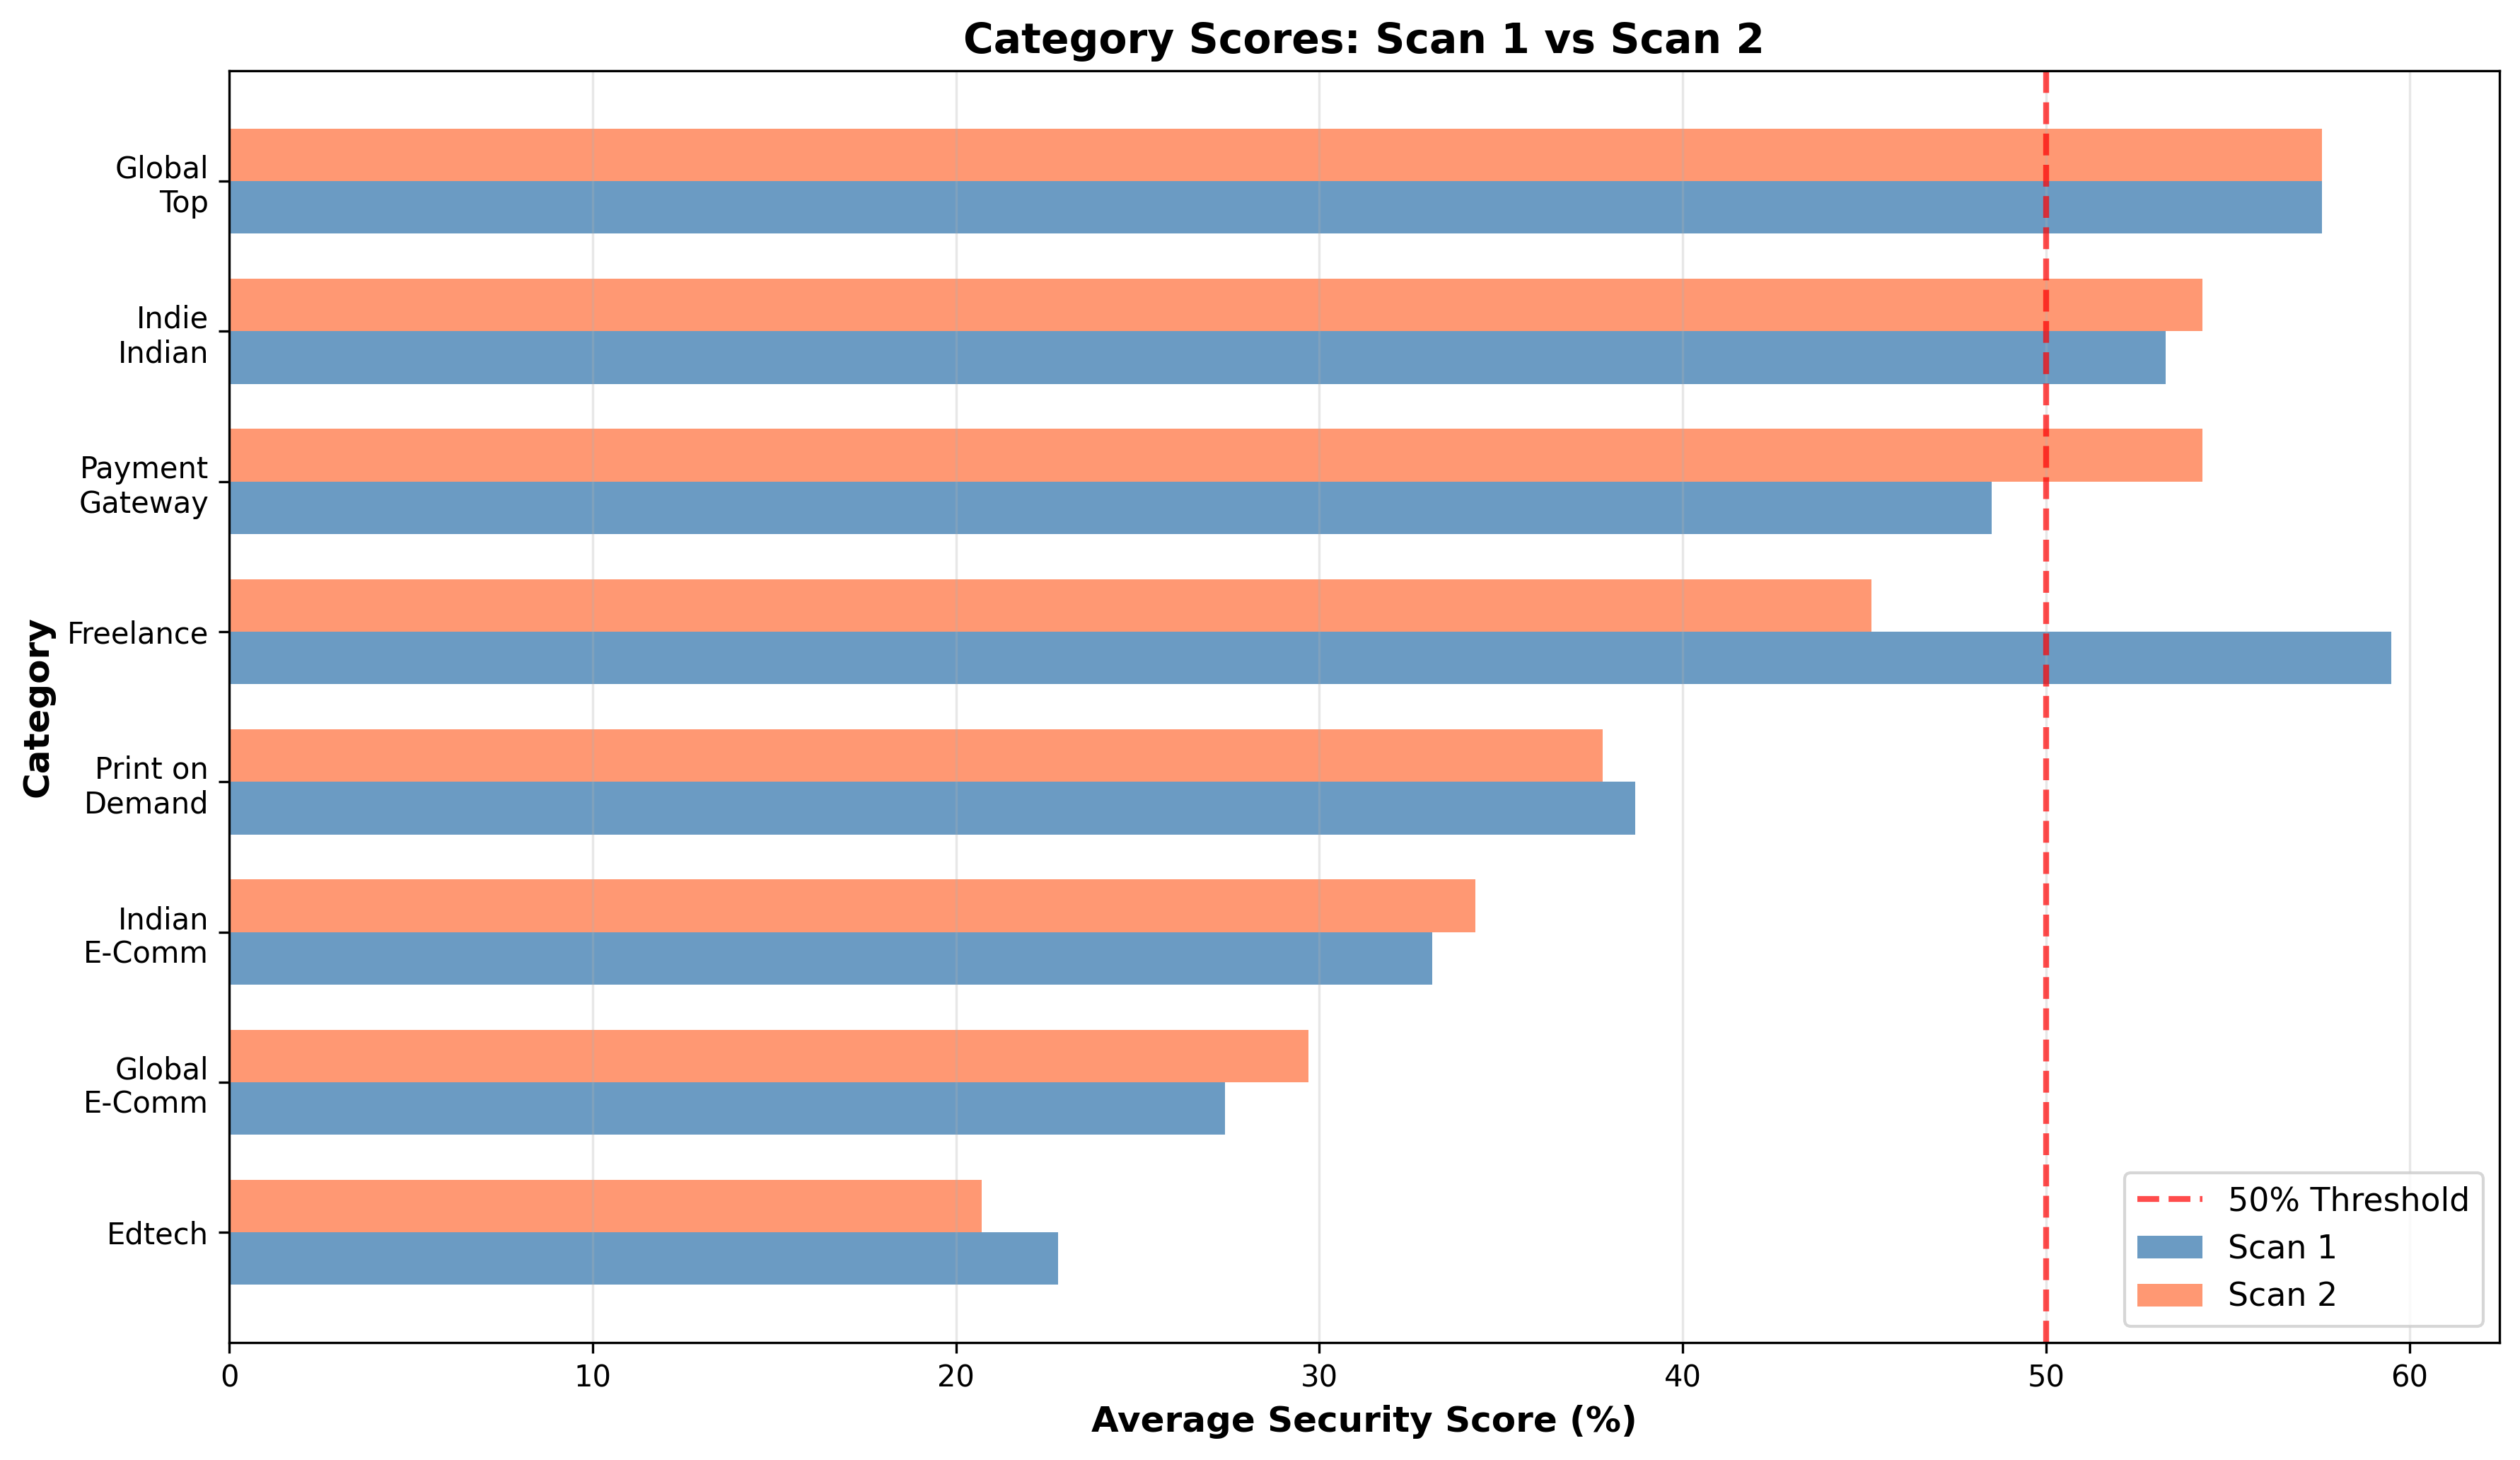 Category Scores: Scan 1 vs Scan 2
Category
Global
Top
Indie
Indian
Payment
Gateway
Freelance
Print on
Demand
Indian
E-Comm
Global
E-Comm
Edtech
50% Threshold
Scan 1
Scan 2
0 10 20 30 40 50 60
Average Security Score (%)